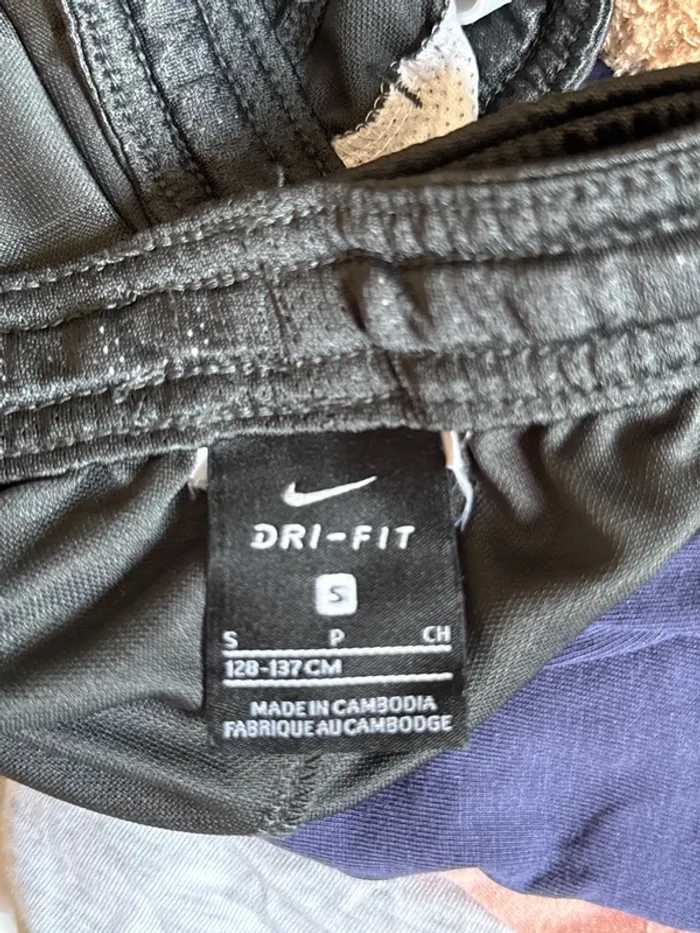 DRI-FIT
S
S P CH
128-137 CM
MADE IN CAMBODIA
FABRIQUE AU CAMBODGE